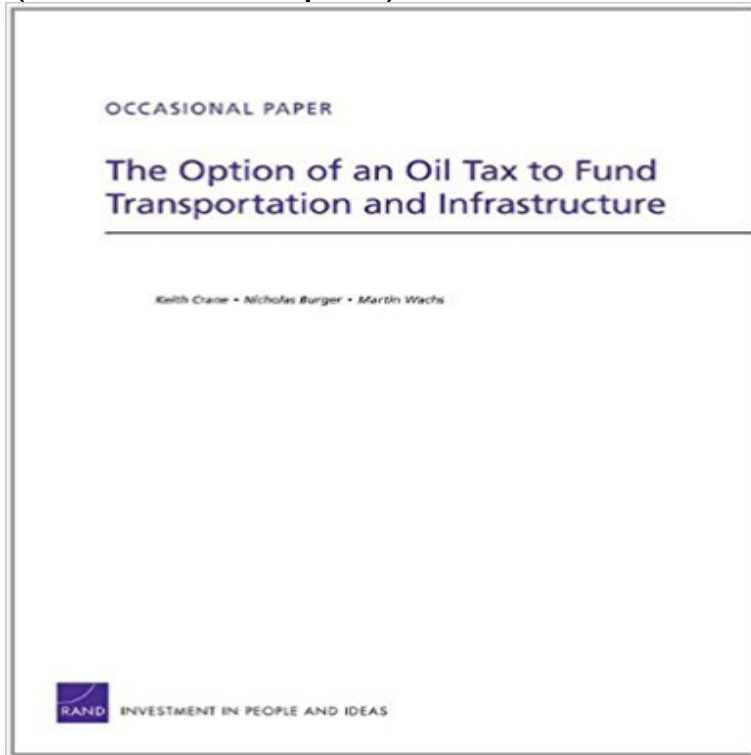 OCCASIONAL PAPER
The Option of an Oil Tax to Fund
Transportation and Infrastructure
Keith Crane • Nicholas Burger • Martin Wachs
RAND INVESTMENT IN PEOPLE AND IDEAS